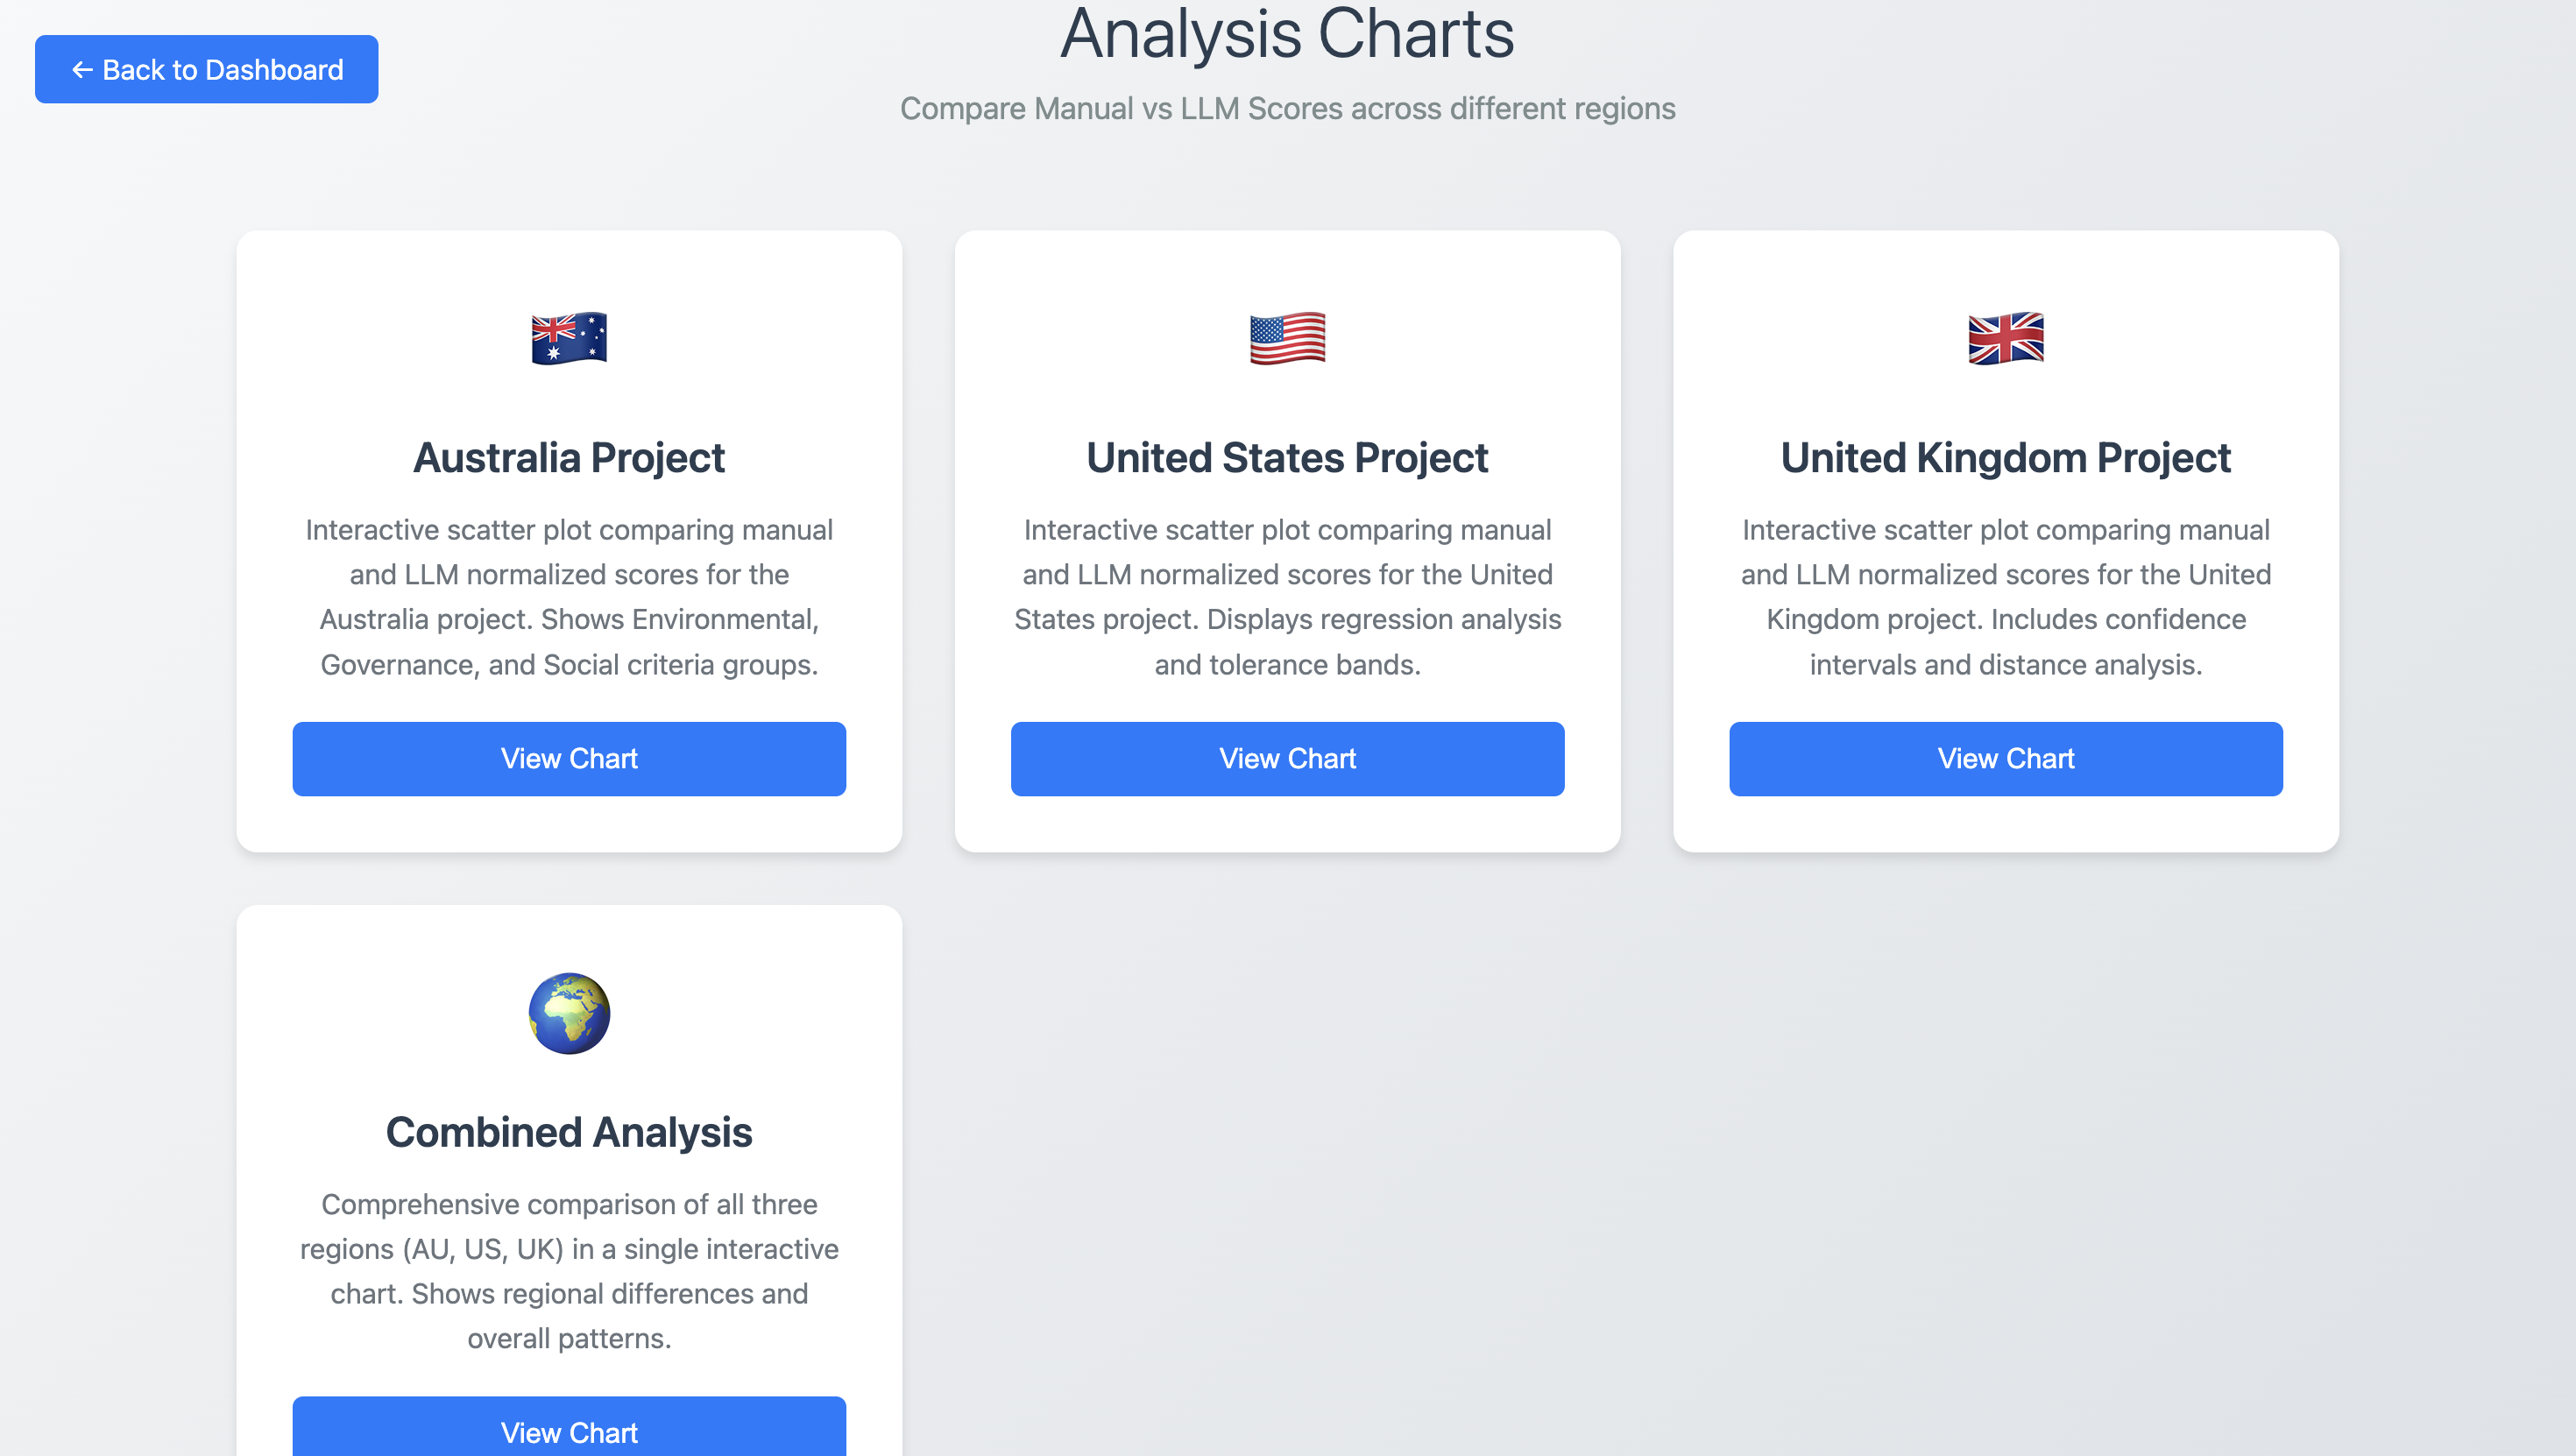 Analysis Charts
← Back to Dashboard
Compare Manual vs LLM Scores across different regions
Australia Project
Interactive scatter plot comparing manual
and LLM normalized scores for the
Australia project. Shows Environmental,
Governance, and Social criteria groups.
View Chart
United States Project
Interactive scatter plot comparing manual
and LLM normalized scores for the United
States project. Displays regression analysis
and tolerance bands.
View Chart
United Kingdom Project
Interactive scatter plot comparing manual
and LLM normalized scores for the United
Kingdom project. Includes confidence
intervals and distance analysis.
View Chart
Combined Analysis
Comprehensive comparison of all three
regions (AU, US, UK) in a single interactive
chart. Shows regional differences and
overall patterns.
View Chart